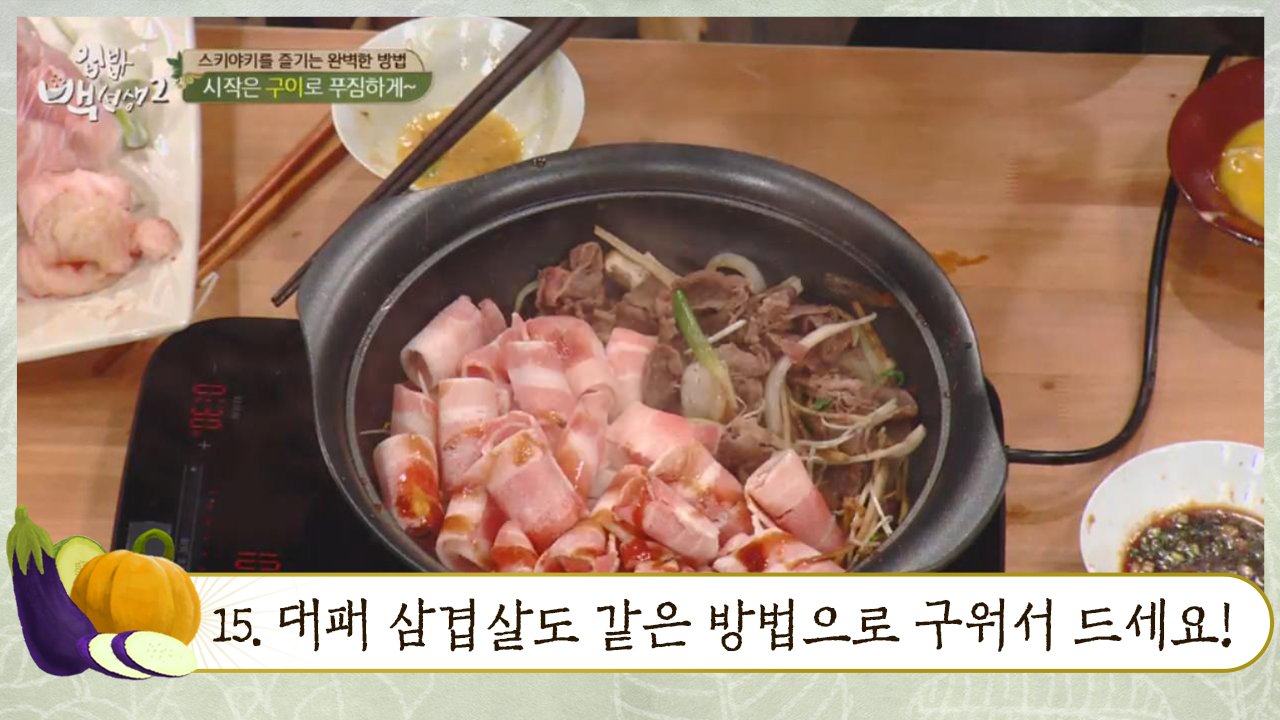 집밥
백선생2
스키야키를 즐기는 완벽한 방법
시작은 구이로 푸짐하게~
15. 대패 삼겹살도 같은 방법으로 구워서 드세요!